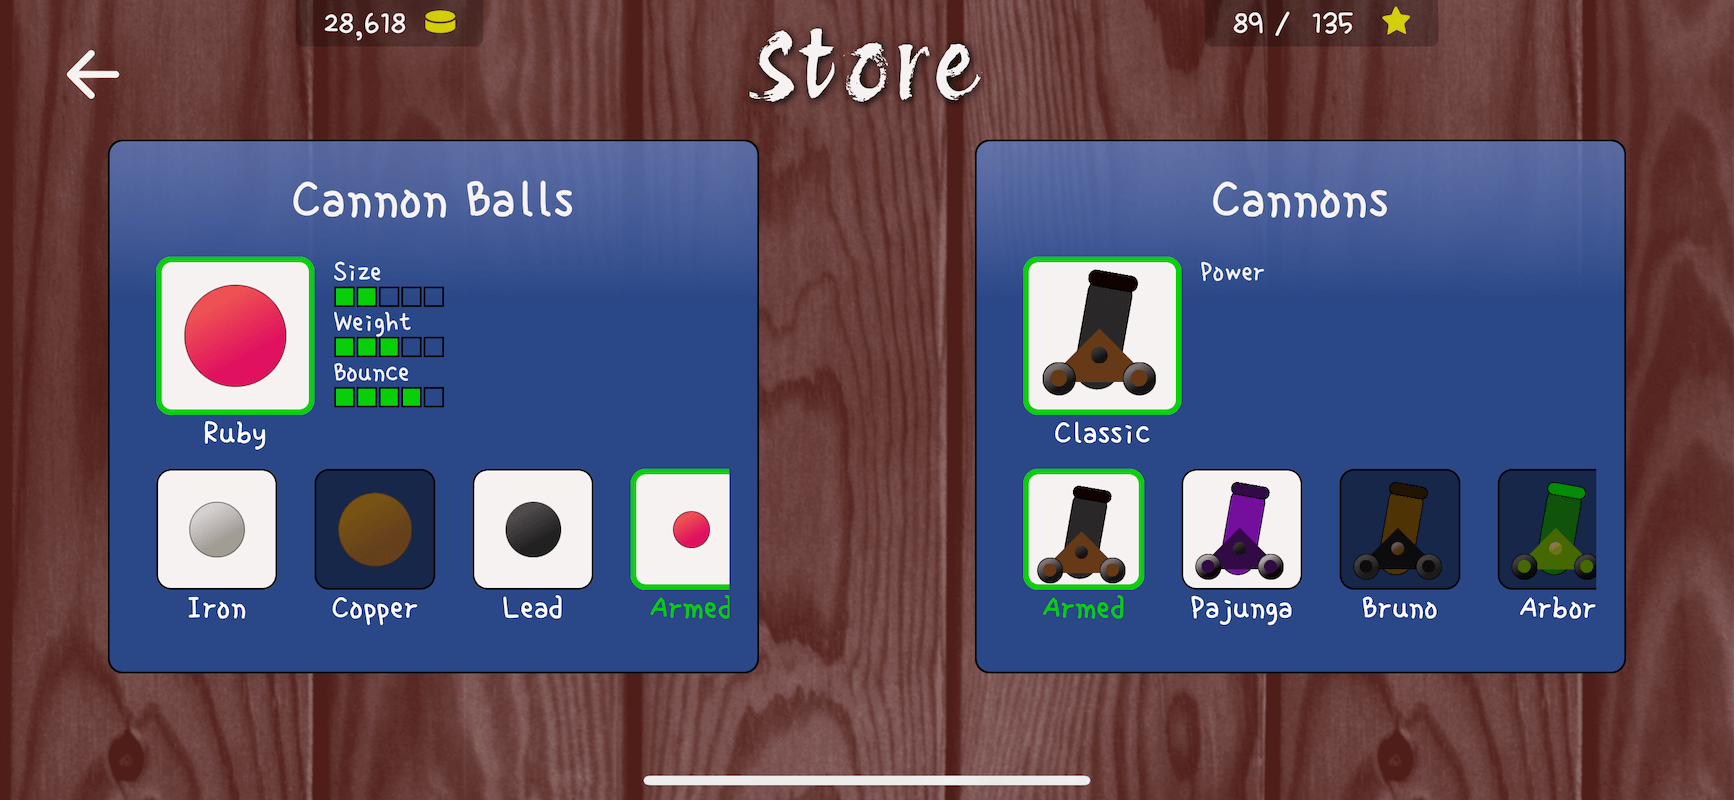 28,618
89 / 135
store
Cannon Balls
Size
Weight
Bounce
Ruby
Iron
Copper
Lead
Armed
Cannons
Power
Classic
Armed
Pajunga
Bruno
Arbor